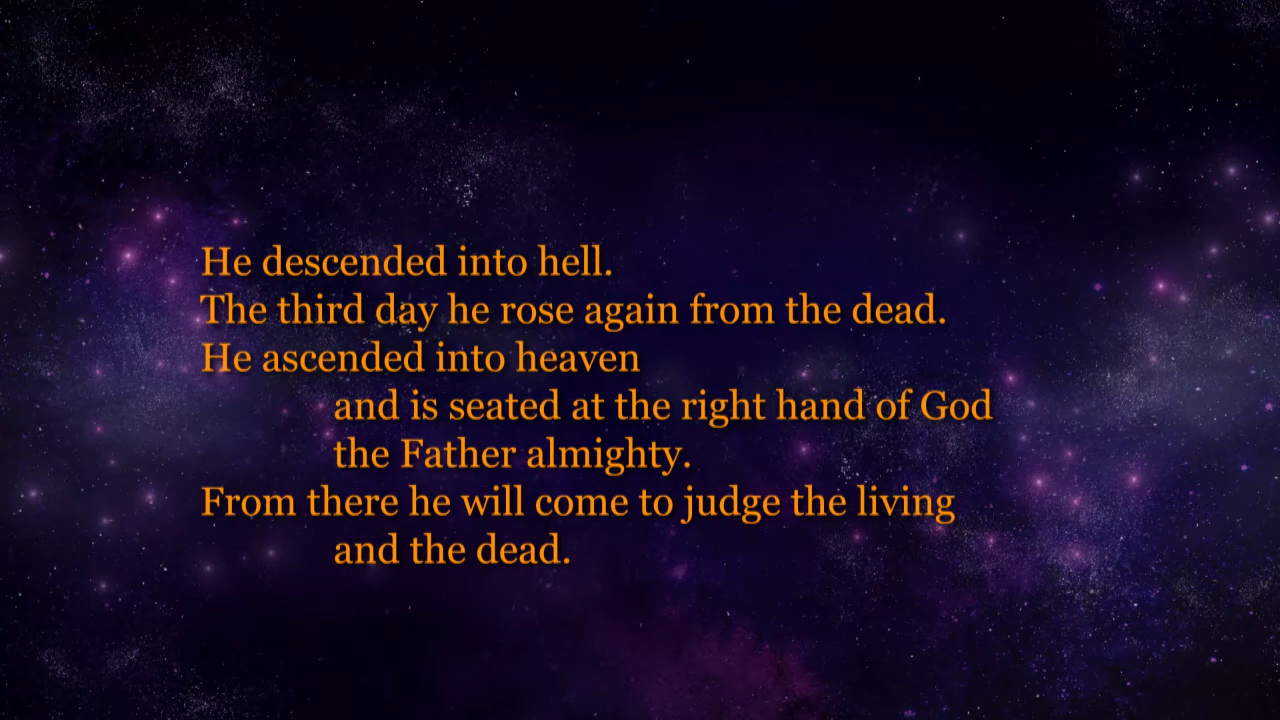 He descended into hell.
The third day he rose again from the dead.
He ascended into heaven
and is seated at the right hand of God
the Father almighty.
From there he will come to judge the living
and the dead.